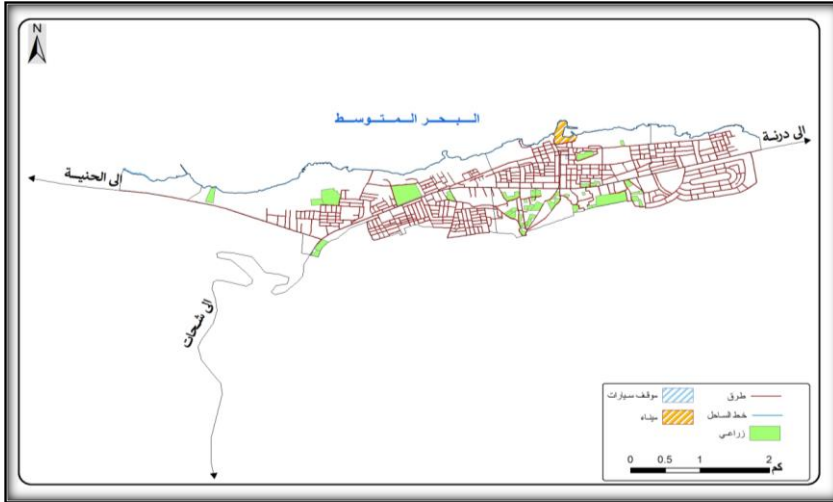 N
البحر المتوسط
الى درنة
الى الحنية
الى شحات
طرق
موقف سيارات
خط الساحل
ميناء
زراعي
0 0.5 1 2
كم